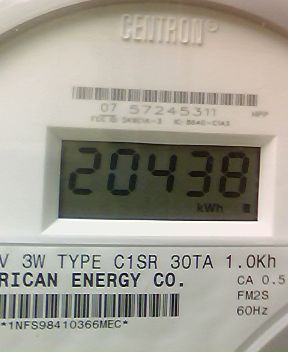 CENTRON®
07 57245311
20438
kWh
V 3W TYPE C1SR 30TA 1.0Kh
RICAN ENERGY CO.
CA 0.5
FM2S
60Hz
*1NFS98410366MEC*